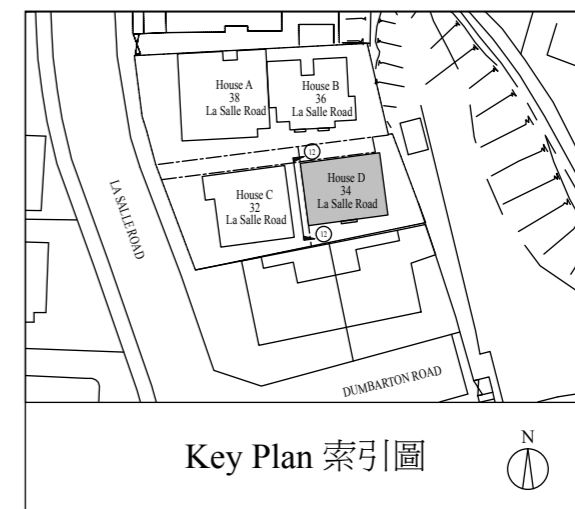 House A
38
La Salle Road
House B
36
La Salle Road
12
House C
32
La Salle Road
House D
34
La Salle Road
12
LA SALLE ROAD
DUMBARTON ROAD
Key Plan 索引圖
N